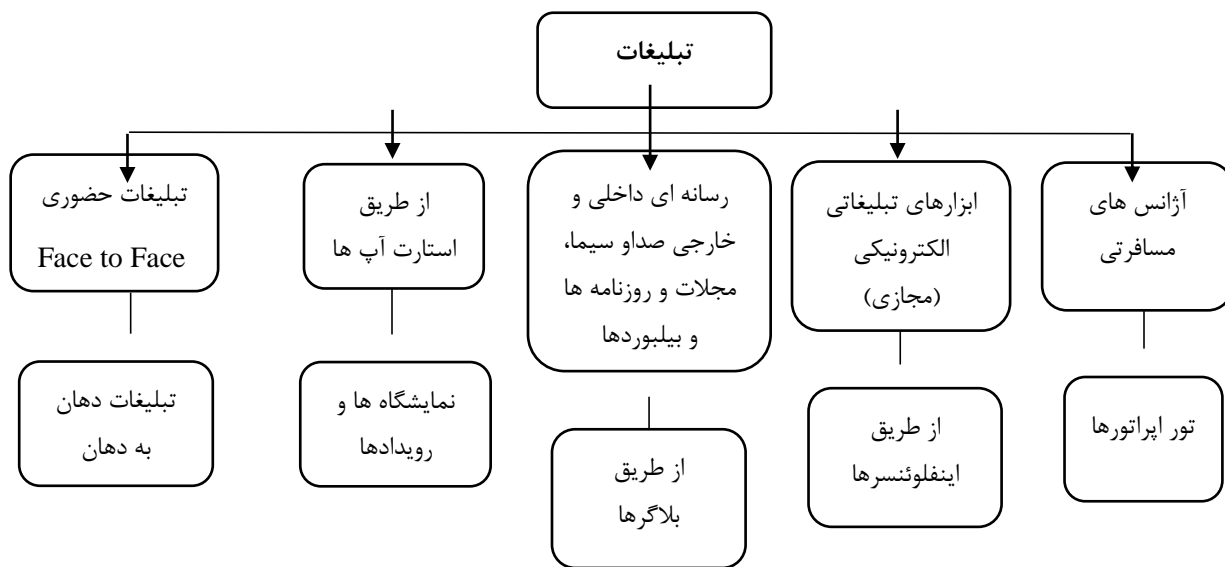 تبلیغات
آژانس های
مسافرتی
ابزارهای تبلیغاتی
الکترونیکی
(مجازی)
رسانه ای داخلی و
خارجی صداو سیما،
مجلات و روزنامه ها
و بیلبوردها
از طریق
استارت آپ ها
تبلیغات حضوری
Face to Face
تور اپراتورها
از طریق
اینفلوئنسرها
از طریق
بلاگرها
نمایشگاه ها و
رویدادها
تبلیغات دهان
به دهان